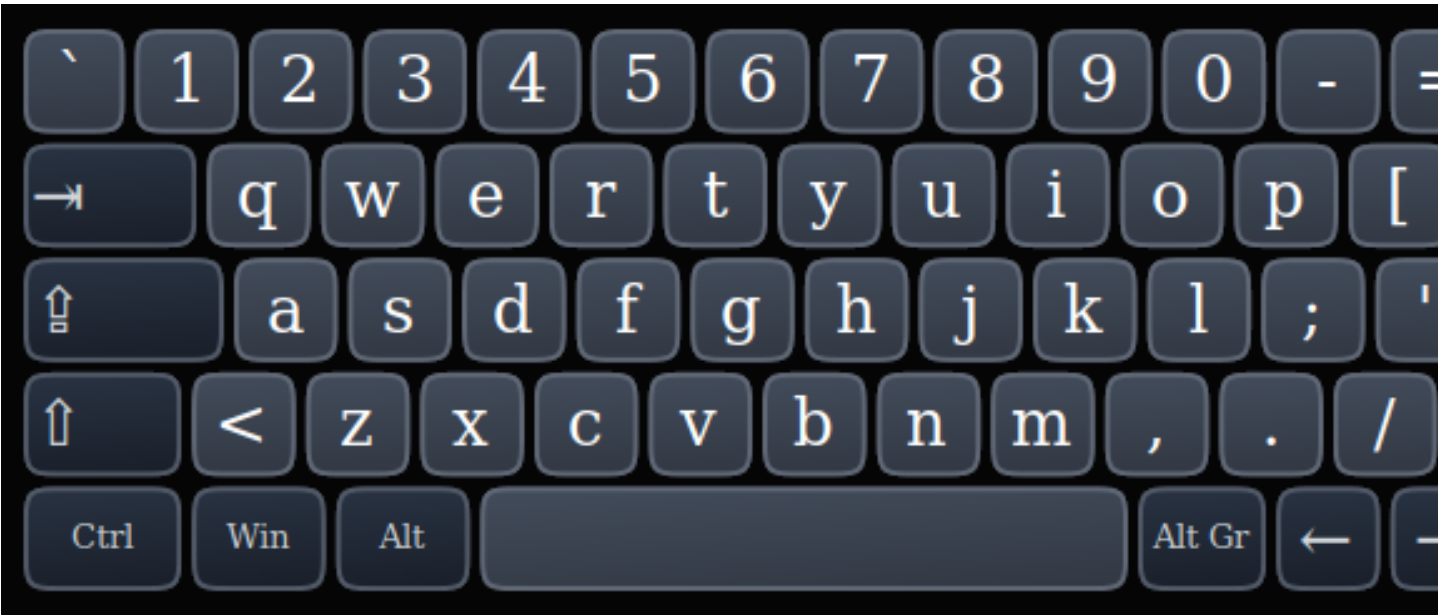 ` 1 2 3 4 5 6 7 8 9 0 - =
⇥ q w e r t y u i o p [
⇪ a s d f g h j k l ; '
⇧ < z x c v b n m , . /
Ctrl Win Alt Alt Gr ←